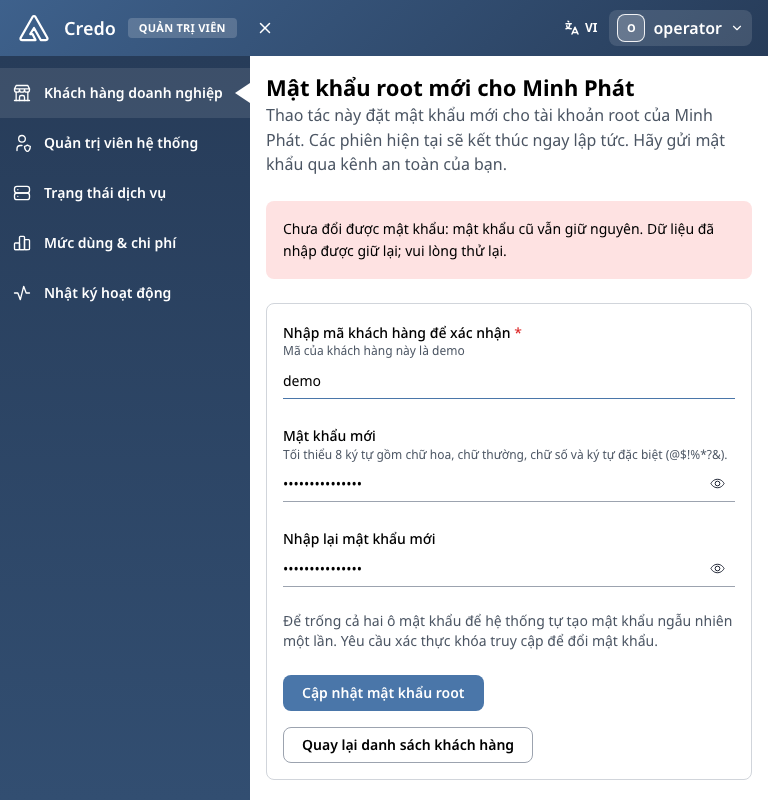 Credo
QUẢN TRỊ VIÊN
VI
O
operator
Khách hàng doanh nghiệp
Quản trị viên hệ thống
Trạng thái dịch vụ
Mức dùng & chi phí
Nhật ký hoạt động
Mật khẩu root mới cho Minh Phát
Thao tác này đặt mật khẩu mới cho tài khoản root của Minh
Phát. Các phiên hiện tại sẽ kết thúc ngay lập tức. Hãy gửi mật
khẩu qua kênh an toàn của bạn.
Chưa đổi được mật khẩu: mật khẩu cũ vẫn giữ nguyên. Dữ liệu đã
nhập được giữ lại; vui lòng thử lại.
Nhập mã khách hàng để xác nhận *
Mã của khách hàng này là demo
demo
Mật khẩu mới
Tối thiểu 8 ký tự gồm chữ hoa, chữ thường, chữ số và ký tự đặc biệt (@$!%*?&).
•••••••••••••••
Nhập lại mật khẩu mới
•••••••••••••••
Để trống cả hai ô mật khẩu để hệ thống tự tạo mật khẩu ngẫu nhiên
một lần. Yêu cầu xác thực khóa truy cập để đổi mật khẩu.
Cập nhật mật khẩu root
Quay lại danh sách khách hàng